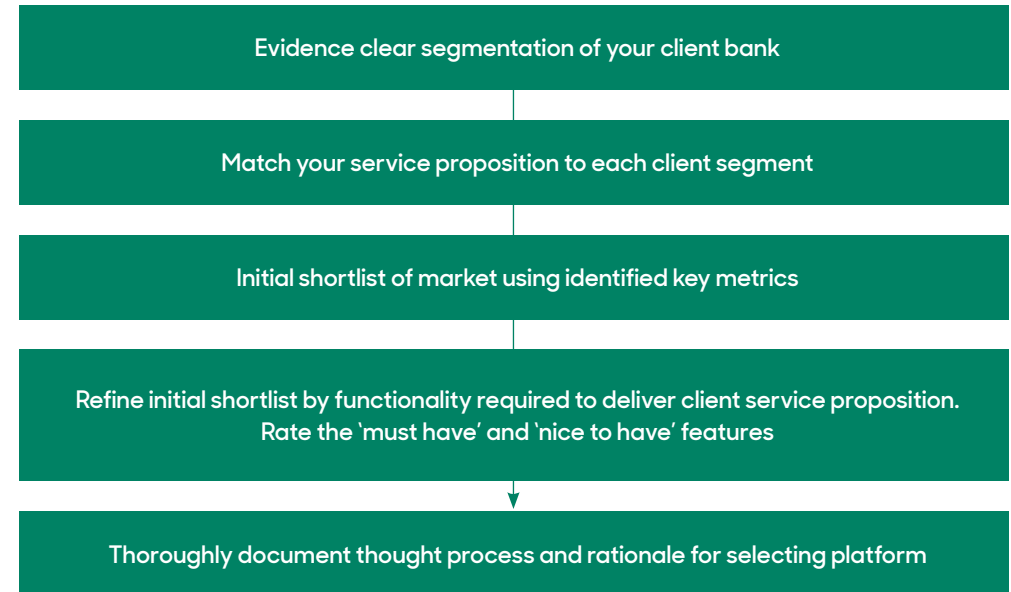 Evidence clear segmentation of your client bank
Match your service proposition to each client segment
Initial shortlist of market using identified key metrics
Refine initial shortlist by functionality required to deliver client service proposition.
Rate the ‘must have’ and ‘nice to have’ features
Thoroughly document thought process and rationale for selecting platform